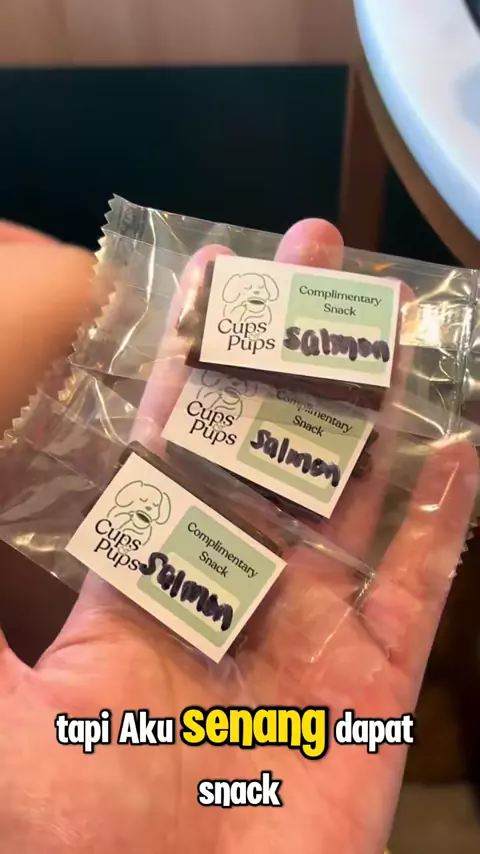 Complimentary
Snack
Cups
& Pups
salmon
Complimentary
Snack
Cups
& Pups
salmon
Complimentary
Snack
Cups
& Pups
salmon
tapi Aku senang dapat
snack